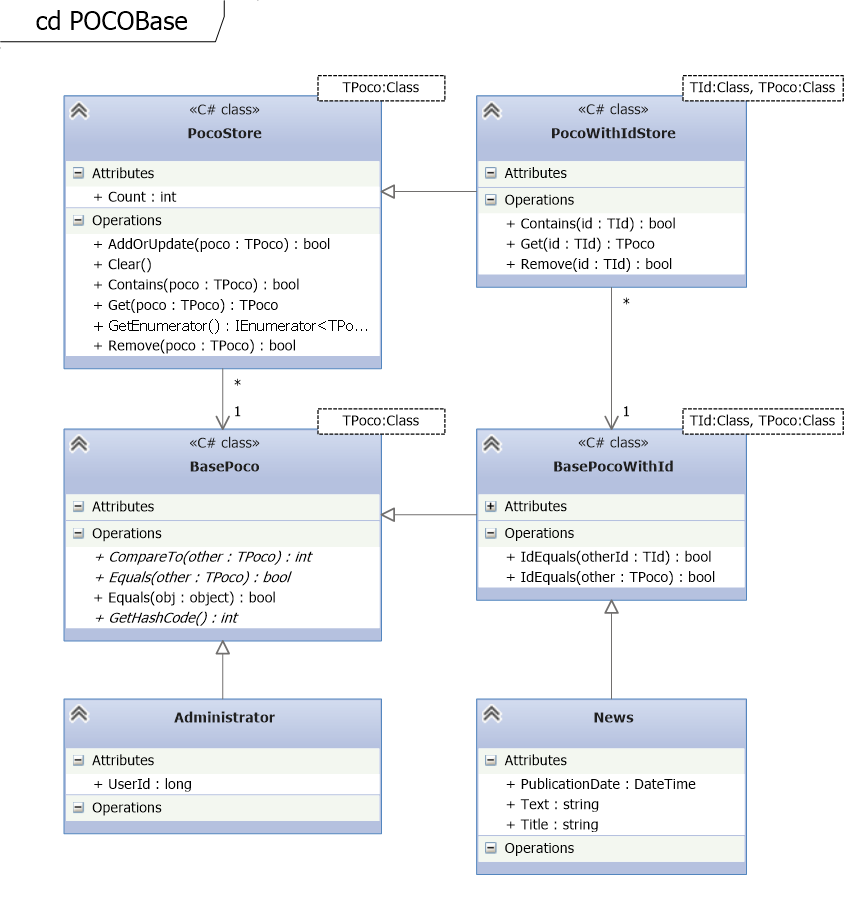 cd POCOBase
TPoco:Class
«C# class»
PocoStore
Attributes
+ Count : int
Operations
+ AddOrUpdate(poco : TPoco) : bool
+ Clear()
+ Contains(poco : TPoco) : bool
+ Get(poco : TPoco) : TPoco
+ GetEnumerator() : IEnumerator<TPo...
+ Remove(poco : TPoco) : bool
TId:Class, TPoco:Class
«C# class»
PocoWithIdStore
Attributes
Operations
+ Contains(id : TId) : bool
+ Get(id : TId) : TPoco
+ Remove(id : TId) : bool
*
1
*
1
TPoco:Class
«C# class»
BasePoco
Attributes
Operations
+ CompareTo(other : TPoco) : int
+ Equals(other : TPoco) : bool
+ Equals(obj : object) : bool
+ GetHashCode() : int
TId:Class, TPoco:Class
«C# class»
BasePocoWithId
Attributes
Operations
+ IdEquals(otherId : TId) : bool
+ IdEquals(other : TPoco) : bool
Administrator
Attributes
+ UserId : long
Operations
News
Attributes
+ PublicationDate : DateTime
+ Text : string
+ Title : string
Operations